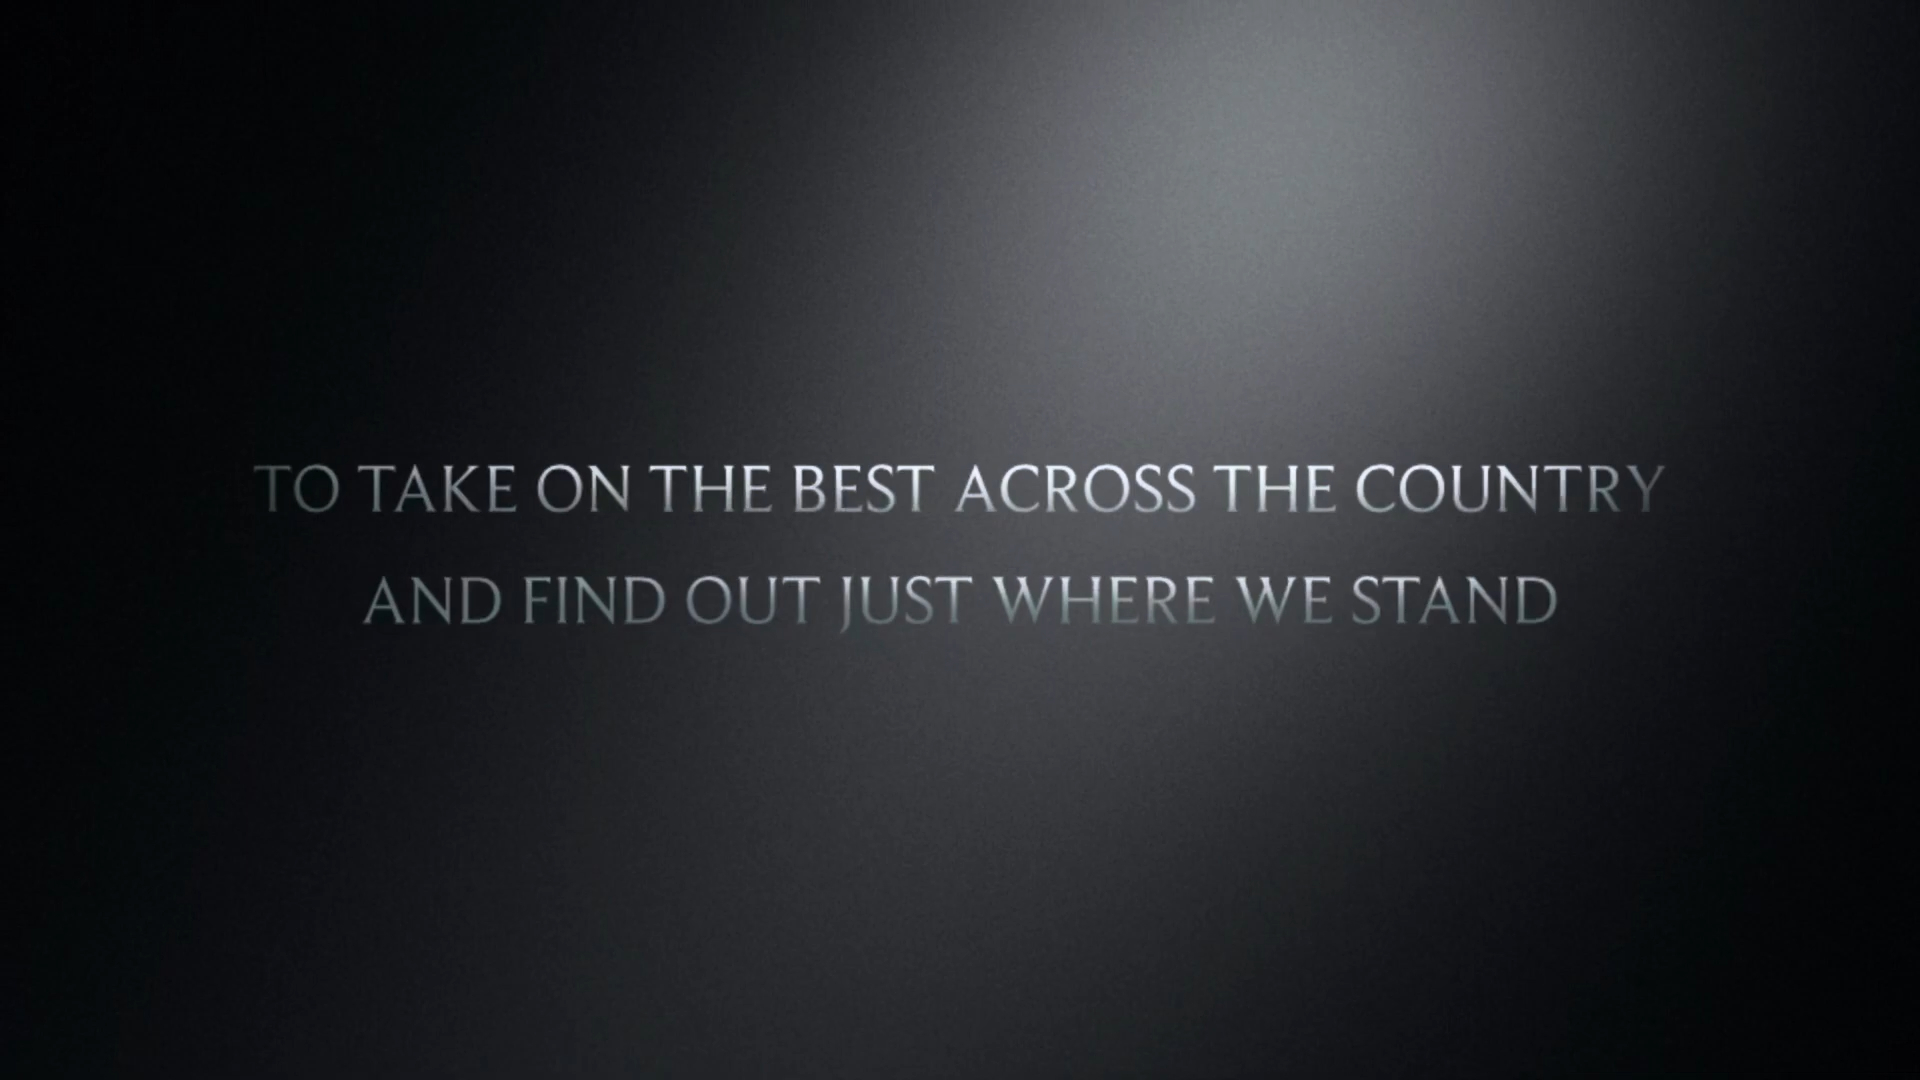 TO TAKE ON THE BEST ACROSS THE COUNTRY
AND FIND OUT JUST WHERE WE STAND